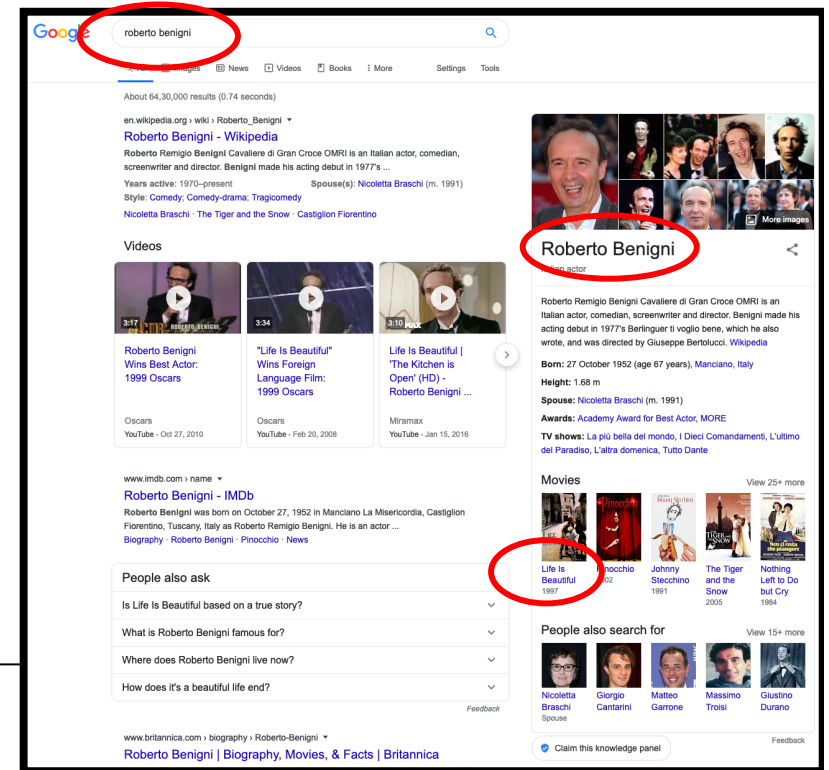 Google
roberto benigni
News
Videos
Books
More
Settings
Tools
About 64,30,000 results (0.74 seconds)
en.wikipedia.org › wiki › Roberto_Benigni
Roberto Benigni - Wikipedia
Roberto Remigio Benigni Cavaliere di Gran Croce OMRI is an Italian actor, comedian,
screenwriter and director. Benigni made his acting debut in 1977's ...
Years active: 1970–present Spouse(s): Nicoletta Braschi (m. 1991)
Style: Comedy; Comedy-drama; Tragicomedy
Nicoletta Braschi · The Tiger and the Snow · Castiglion Fiorentino
Videos
3:17
ROBERTO BENIGNI
Roberto Benigni
Wins Best Actor:
1999 Oscars
Oscars
YouTube - Oct 27, 2010
3:34
"Life Is Beautiful"
Wins Foreign
Language Film:
1999 Oscars
Oscars
YouTube - Feb 20, 2008
3:10
Life Is Beautiful |
'The Kitchen is
Open' (HD) -
Roberto Benigni ...
Miramax
YouTube - Jan 15, 2016
www.imdb.com › name
Roberto Benigni - IMDb
Roberto Benigni was born on October 27, 1952 in Manciano La Misericordia, Castiglion
Fiorentino, Tuscany, Italy as Roberto Remigio Benigni. He is an actor ...
Biography · Roberto Benigni · Pinocchio · News
People also ask
Is Life Is Beautiful based on a true story?
What is Roberto Benigni famous for?
Where does Roberto Benigni live now?
How does it's a beautiful life end?
Feedback
www.britannica.com › biography › Roberto-Benigni
Roberto Benigni | Biography, Movies, & Facts | Britannica
More images
Roberto Benigni
Italian actor
Roberto Remigio Benigni Cavaliere di Gran Croce OMRI is an
Italian actor, comedian, screenwriter and director. Benigni made his
acting debut in 1977's Berlinguer ti voglio bene, which he also
wrote, and was directed by Giuseppe Bertolucci. Wikipedia
Born: 27 October 1952 (age 67 years), Manciano, Italy
Height: 1.68 m
Spouse: Nicoletta Braschi (m. 1991)
Awards: Academy Award for Best Actor, MORE
TV shows: La più bella del mondo, I Dieci Comandamenti, L'ultimo
del Paradiso, L'altra domenica, Tutto Dante
Movies
View 25+ more
Life Is
Beautiful
1997
Pinocchio
2002
Johnny
Stecchino
1991
The Tiger
and the
Snow
2005
Nothing
Left to Do
but Cry
1984
People also search for
View 15+ more
Nicoletta
Braschi
Spouse
Giorgio
Cantarini
Matteo
Garrone
Massimo
Troisi
Giustino
Durano
Claim this knowledge panel
Feedback